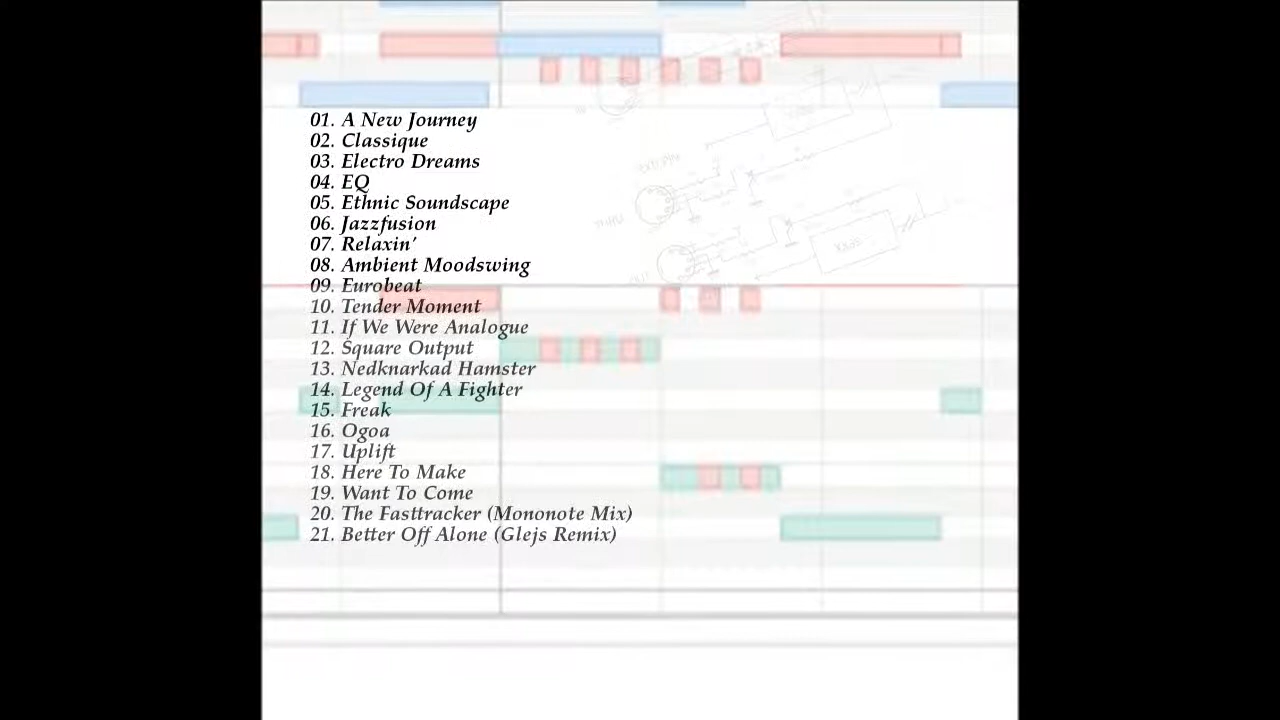 01. A New Journey
02. Classique
03. Electro Dreams
04. EQ
05. Ethnic Soundscape
06. Jazzfusion
07. Relaxin'
08. Ambient Moodswing
09. Eurobeat
10. Tender Moment
11. If We Were Analogue
12. Square Output
13. Nedknarkad Hamster
14. Legend Of A Fighter
15. Freak
16. Ogoa
17. Uplift
18. Here To Make
19. Want To Come
20. The Fasttracker (Mononote Mix)
21. Better Off Alone (Glejs Remix)